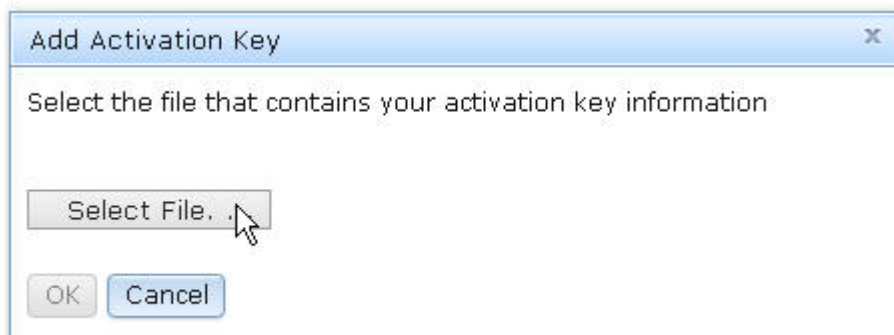 Add Activation Key x
Select the file that contains your activation key information
Select File. . .
OK Cancel